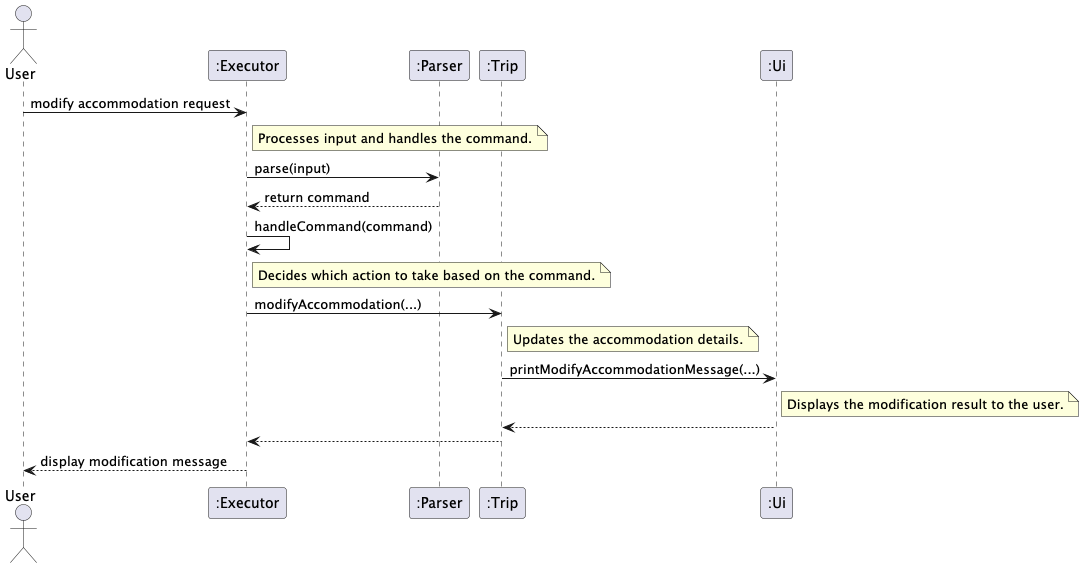 User
:Executor
:Parser
:Trip
:Ui
modify accommodation request
Processes input and handles the command.
parse(input)
return command
handleCommand(command)
Decides which action to take based on the command.
modifyAccommodation(...)
Updates the accommodation details.
printModifyAccommodationMessage(...)
Displays the modification result to the user.
display modification message
User
:Executor
:Parser
:Trip
:Ui